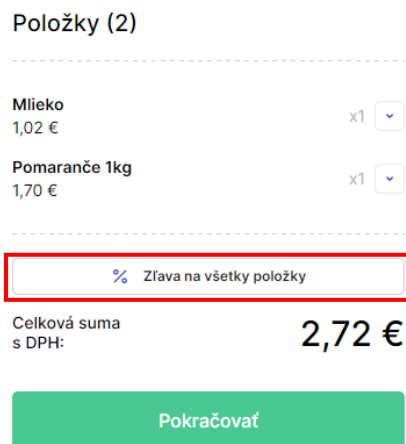 Položky (2)
Mlieko
1,02 €
x1
Pomaranče 1kg
1,70 €
x1
% Zľava na všetky položky
Celková suma
s DPH:
2,72 €
Pokračovať